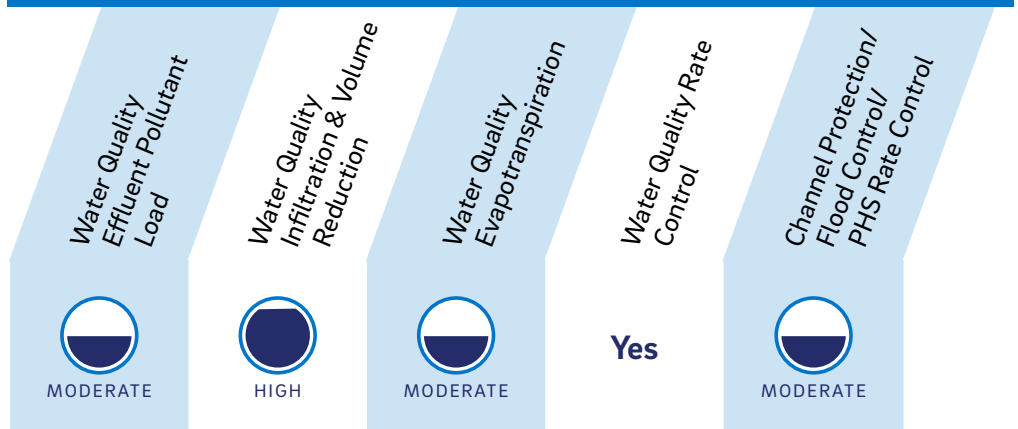 Water Quality
Effluent Pollutant
Load
Water Quality
Infiltration & Volume
Reduction
Water Quality
Evapotranspiration
Water Quality Rate
Control
Channel Protection/
Flood Control/
PHS Rate Control
MODERATE
HIGH
MODERATE
Yes
MODERATE